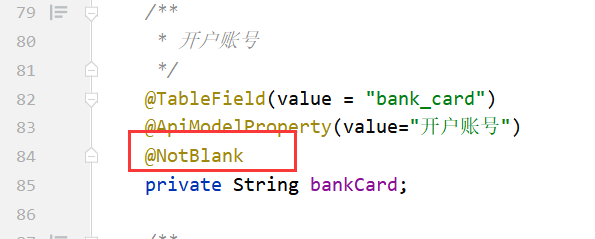 79 /**
80 * 开户账号
81 */
82 @TableField(value = "bank_card")
83 @ApiModelProperty(value="开户账号")
84 @NotBlank
85 private String bankCard;
86
/**